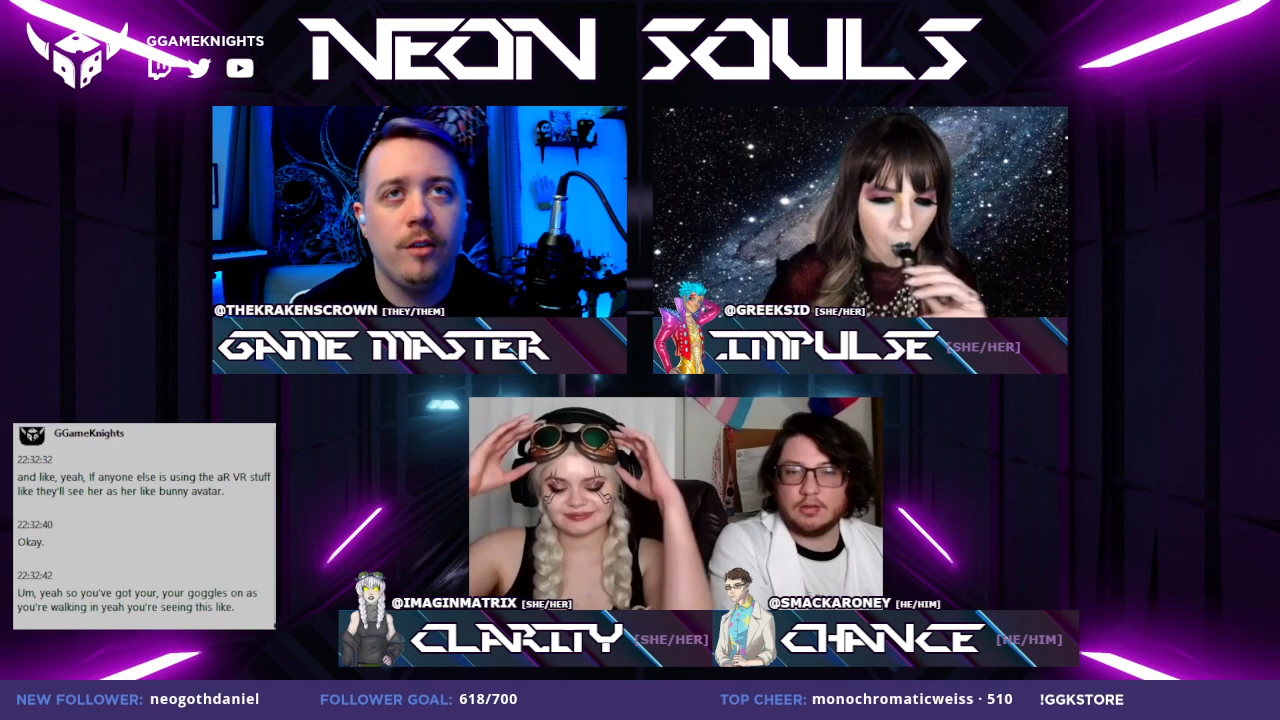 GGAMEKNIGHTS
NEON SOULS
@THEKRAKENSCROWN [THEY/THEM]
GAME MASTER
@GREEKSID [SHE/HER]
IMPULSE [SHE/HER]
GGameKnights
22:32:32
and like, yeah, If anyone else is using the aR VR stuff
like they'll see her as her like bunny avatar.
22:32:40
Okay.
22:32:42
Um, yeah so you've got your, your goggles on as
you're walking in yeah you're seeing this like.
@IMAGINMATRIX [SHE/HER]
CLARITY [SHE/HER]
@SMACKARONEY [HE/HIM]
CHANCE [HE/HIM]
NEW FOLLOWER: neogothdaniel FOLLOWER GOAL: 618/700 TOP CHEER: monochromaticweiss · 510 !GGKSTORE